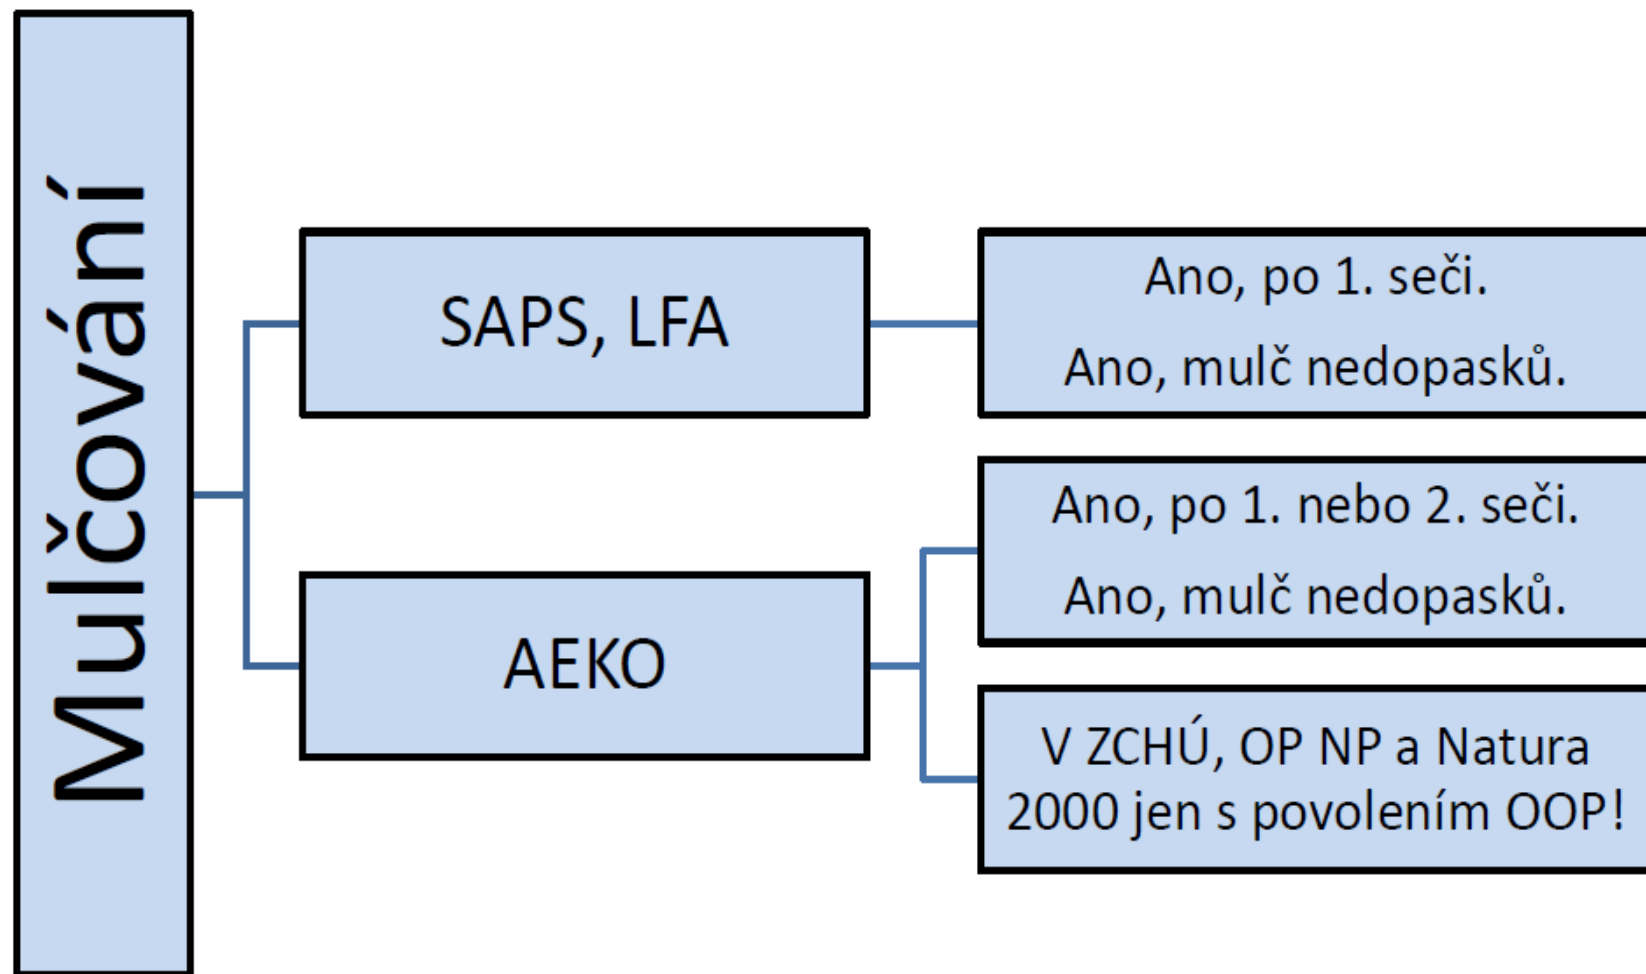 Mulčování
SAPS, LFA
Ano, po 1. seči.
Ano, mulč nedopasků.
AEKO
Ano, po 1. nebo 2. seči.
Ano, mulč nedopasků.
V ZCHÚ, OP NP a Natura
2000 jen s povolením OOP!